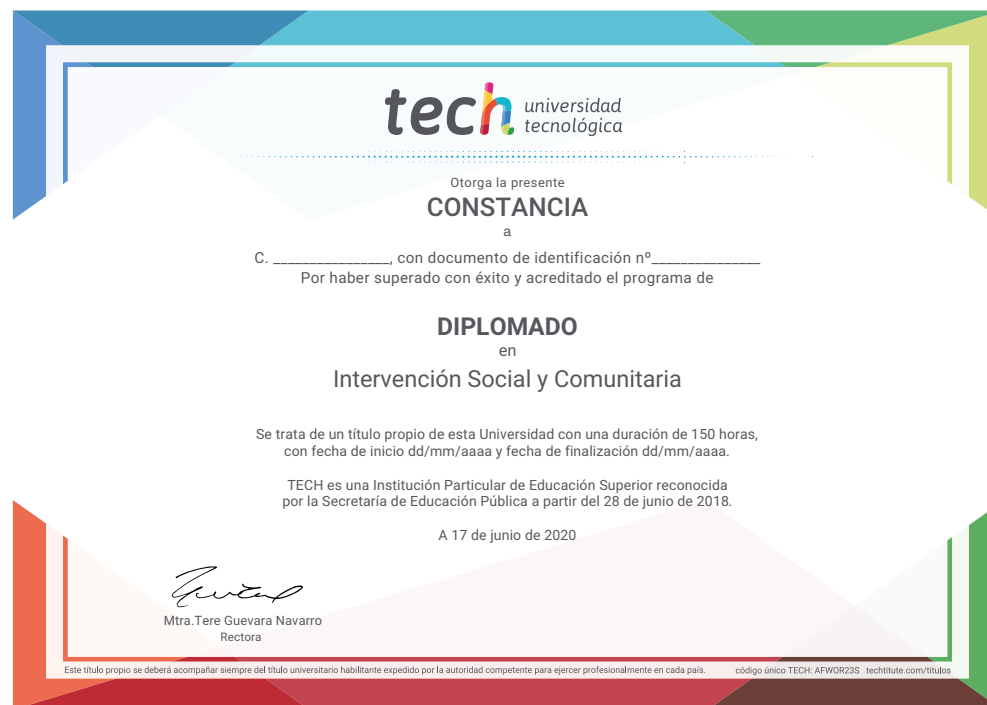 tech universidad
tecnológica
Otorga la presente
CONSTANCIA
a
C. ________________, con documento de identificación nº_______________
Por haber superado con éxito y acreditado el programa de
DIPLOMADO
en
Intervención Social y Comunitaria
Se trata de un título propio de esta Universidad con una duración de 150 horas,
con fecha de inicio dd/mm/aaaa y fecha de finalización dd/mm/aaaa.
TECH es una Institución Particular de Educación Superior reconocida
por la Secretaría de Educación Pública a partir del 28 de junio de 2018.
A 17 de junio de 2020
Mtra.Tere Guevara Navarro
Rectora
Este título propio se deberá acompañar siempre del título universitario habilitante expedido por la autoridad competente para ejercer profesionalmente en cada país. código único TECH: AFWOR23S techtitute.com/titulos